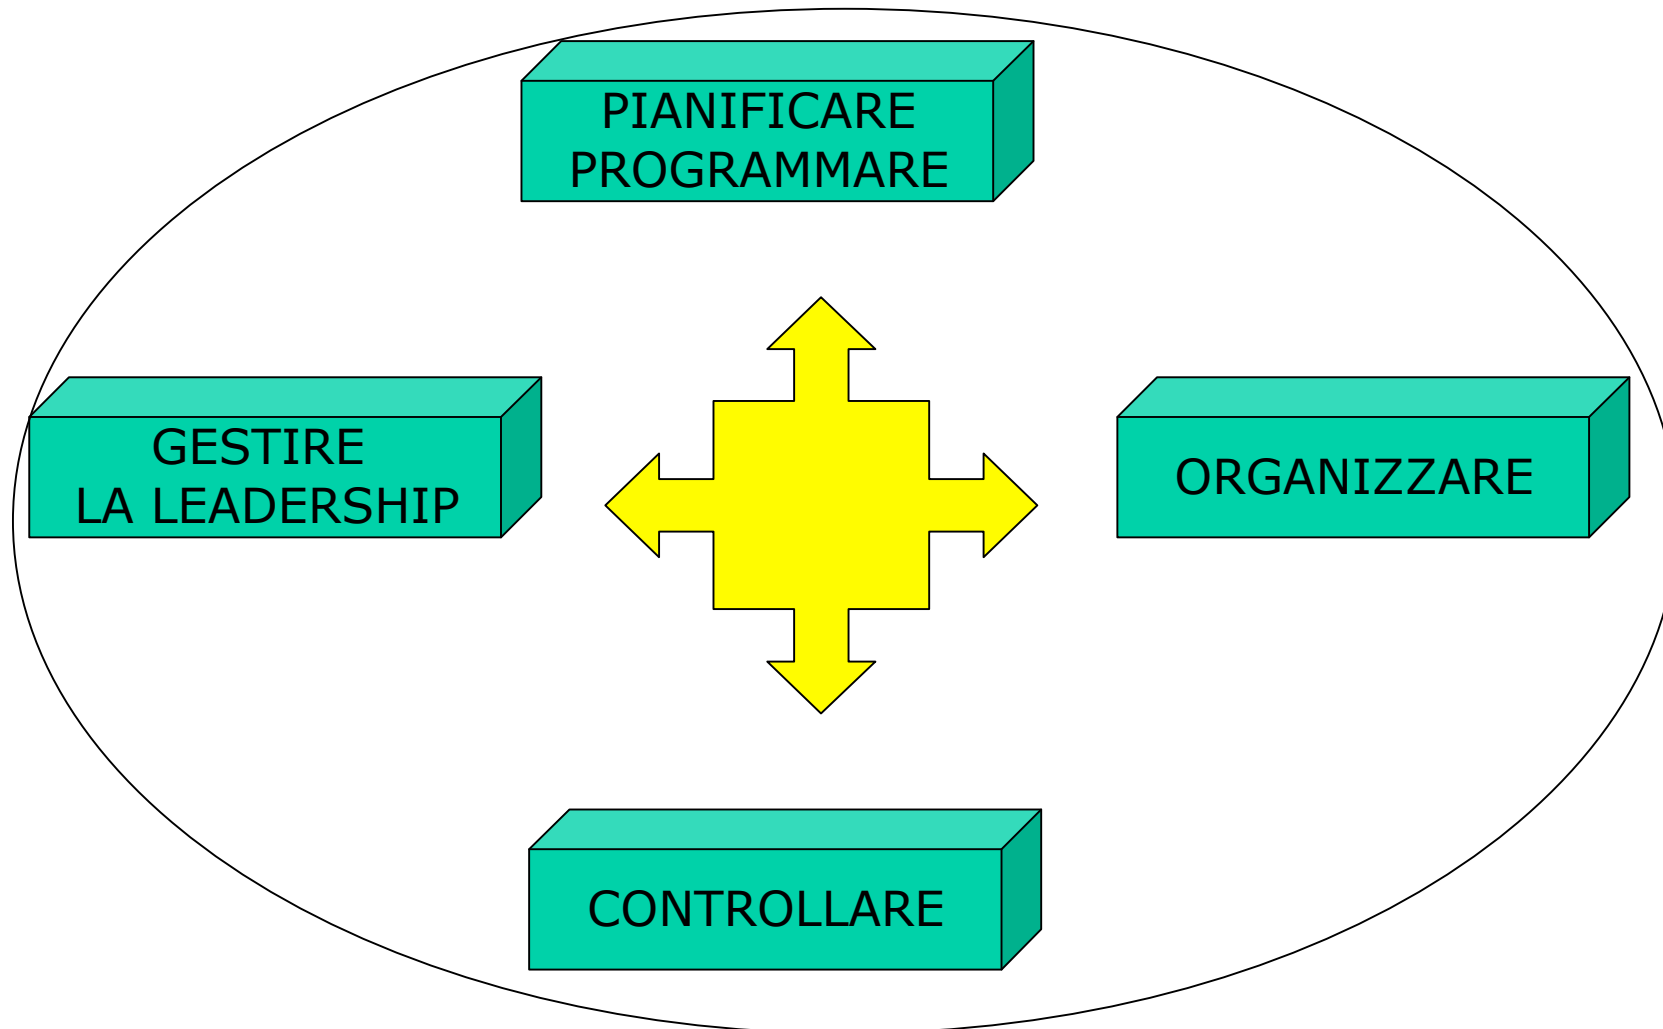 PIANIFICARE
PROGRAMMARE
GESTIRE
LA LEADERSHIP
ORGANIZZARE
CONTROLLARE